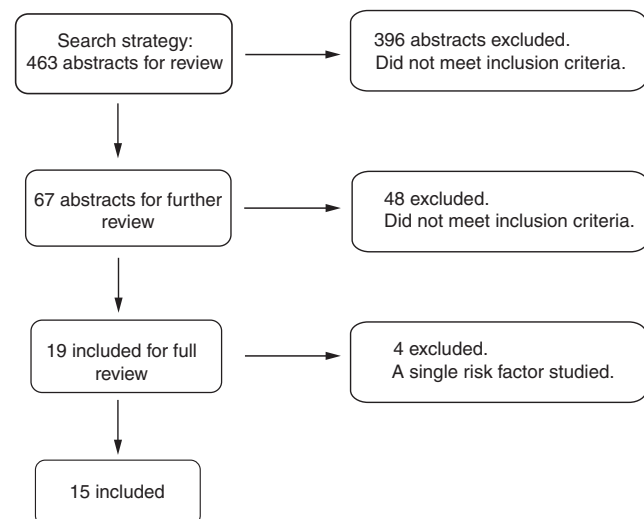 Search strategy:
463 abstracts for review
396 abstracts excluded.
Did not meet inclusion criteria.
67 abstracts for further
review
48 excluded.
Did not meet inclusion criteria.
19 included for full
review
4 excluded.
A single risk factor studied.
15 included